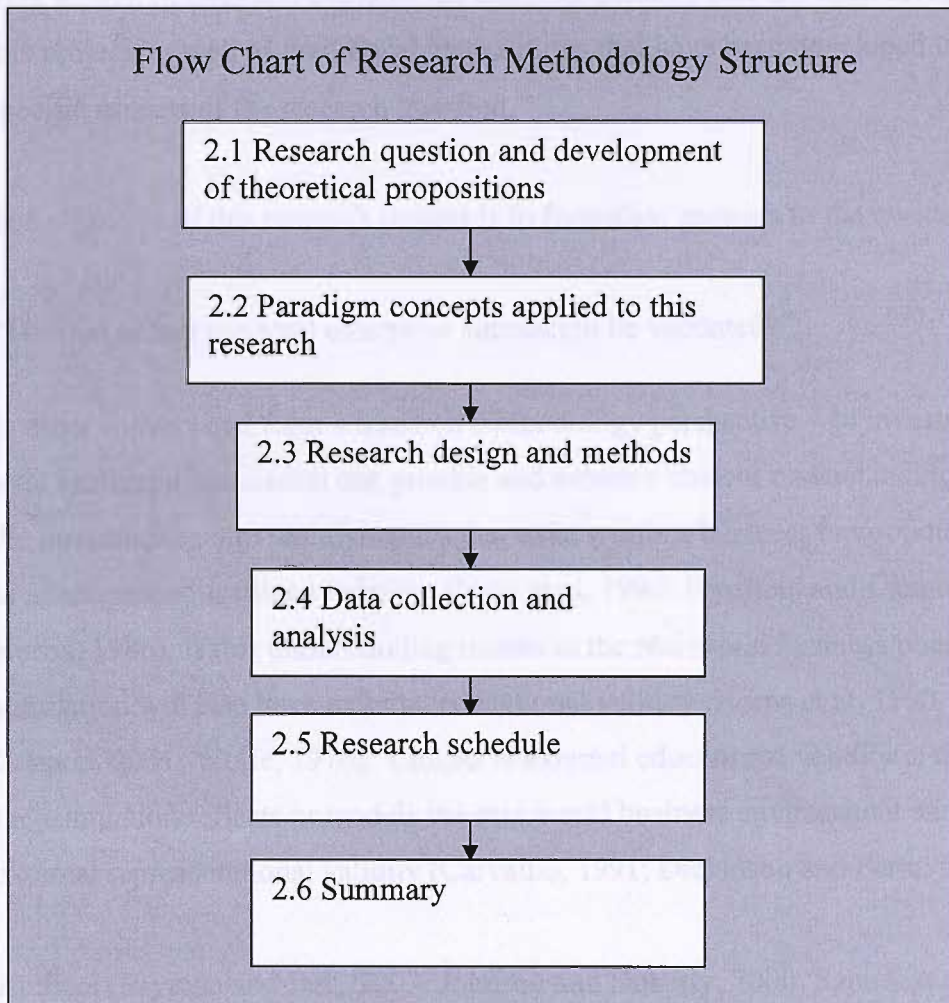 Flow Chart of Research Methodology Structure
2.1 Research question and development
of theoretical propositions
2.2 Paradigm concepts applied to this
research
2.3 Research design and methods
2.4 Data collection and
analysis
2.5 Research schedule
2.6 Summary